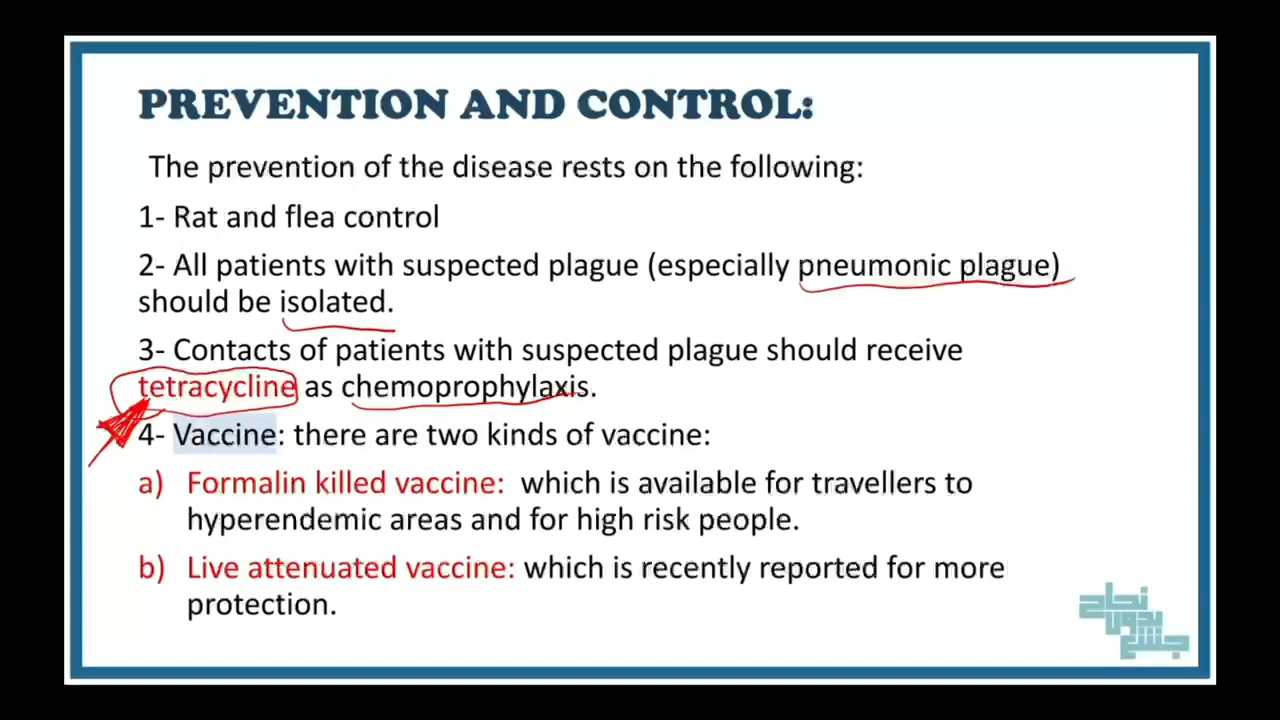 PREVENTION AND CONTROL:
The prevention of the disease rests on the following:
1- Rat and flea control
2- All patients with suspected plague (especially pneumonic plague)
should be isolated.
3- Contacts of patients with suspected plague should receive
tetracycline as chemoprophylaxis.
4- Vaccine: there are two kinds of vaccine:
a) Formalin killed vaccine: which is available for travellers to
hyperendemic areas and for high risk people.
b) Live attenuated vaccine: which is recently reported for more
protection.
نجاح
بدون
جشع